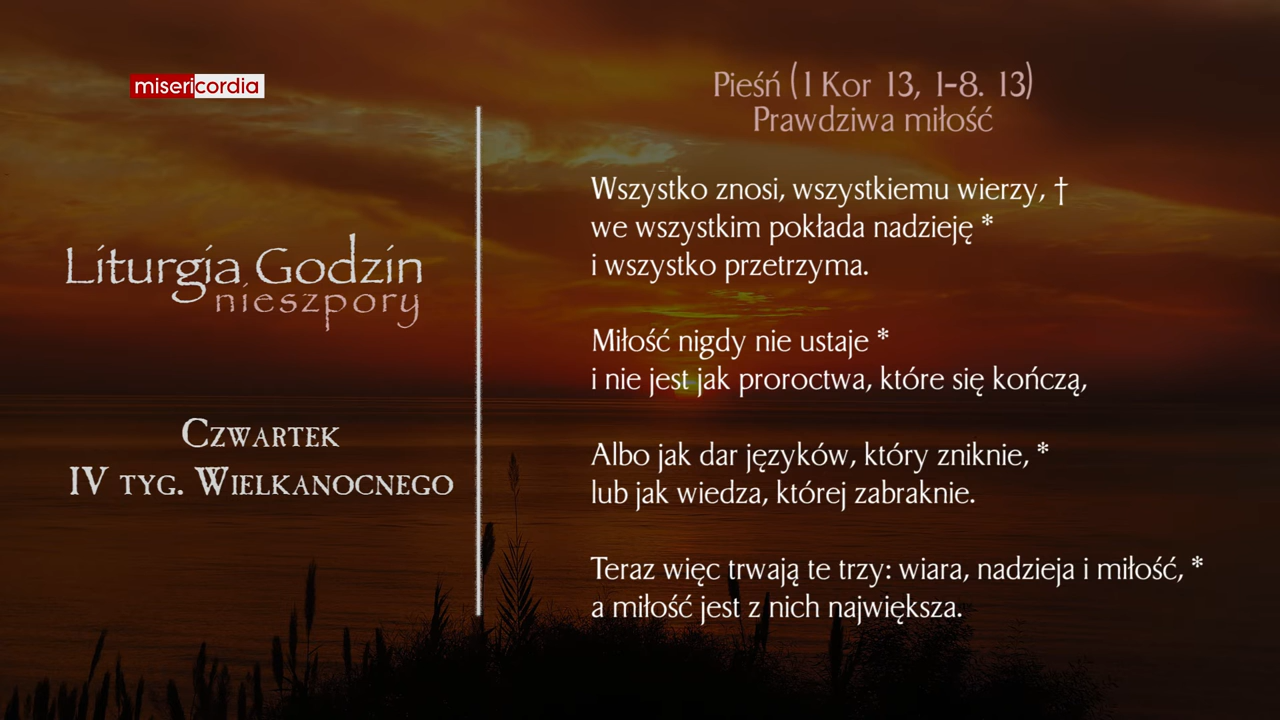 misericordia
Liturgia Godzin
nieszpory
Czwartek
IV tyg. Wielkanocnego
Pieśń (1 Kor 13, 1-8. 13)
Prawdziwa miłość
Wszystko znosi, wszystkiemu wierzy, †
we wszystkim pokłada nadzieję *
i wszystko przetrzyma.
Miłość nigdy nie ustaje *
i nie jest jak proroctwa, które się kończą,
Albo jak dar języków, który zniknie, *
lub jak wiedza, której zabraknie.
Teraz więc trwają te trzy: wiara, nadzieja i miłość, *
a miłość jest z nich największa.